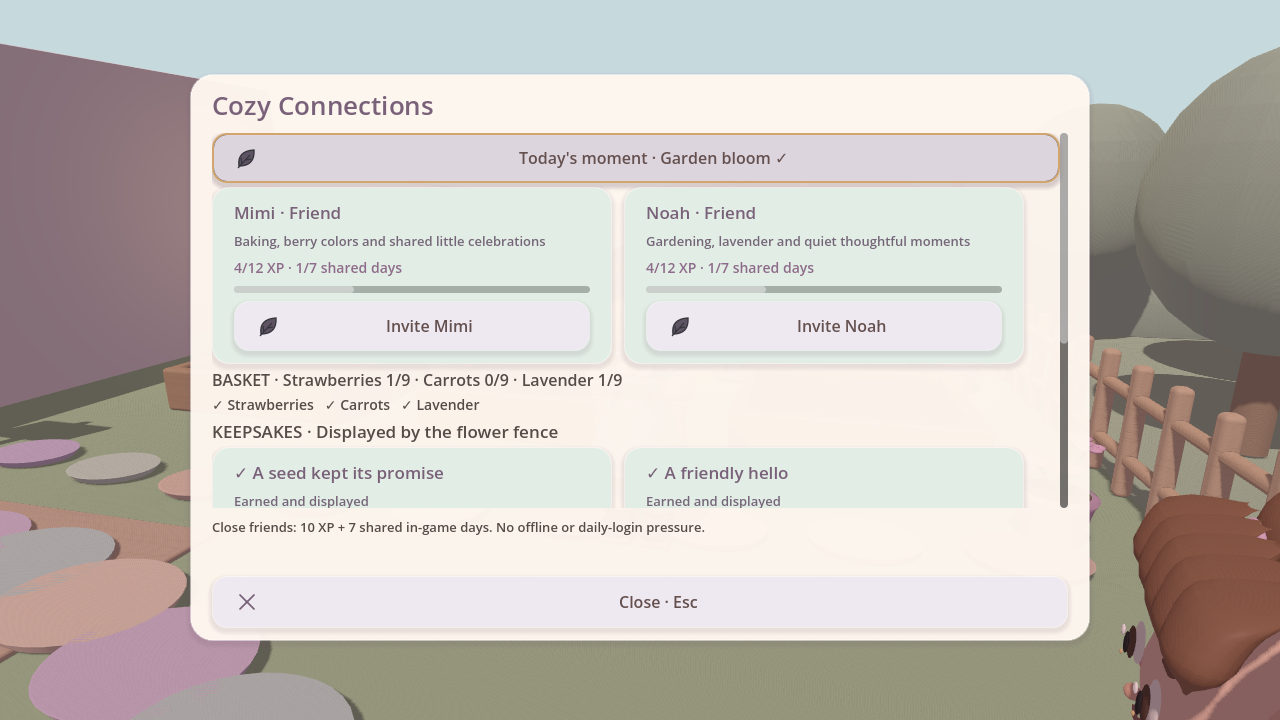 Cozy Connections
Today's moment · Garden bloom ✓
Mimi · Friend
Baking, berry colors and shared little celebrations
4/12 XP · 1/7 shared days
Invite Mimi
Noah · Friend
Gardening, lavender and quiet thoughtful moments
4/12 XP · 1/7 shared days
Invite Noah
BASKET · Strawberries 1/9 · Carrots 0/9 · Lavender 1/9
✓ Strawberries ✓ Carrots ✓ Lavender
KEEPSAKES · Displayed by the flower fence
✓ A seed kept its promise
Earned and displayed
✓ A friendly hello
Earned and displayed
Close friends: 10 XP + 7 shared in-game days. No offline or daily-login pressure.
Close · Esc